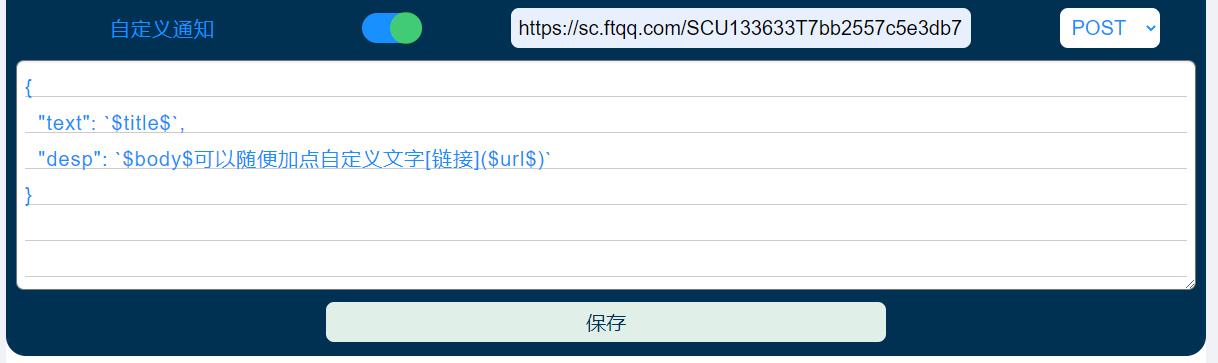 自定义通知 https://sc.ftqq.com/SCU133633T7bb2557c5e3db7 POST
{
"text": `$title$`,
"desp": `$body$可以随便加点自定义文字[链接]($url$)`
}
保存